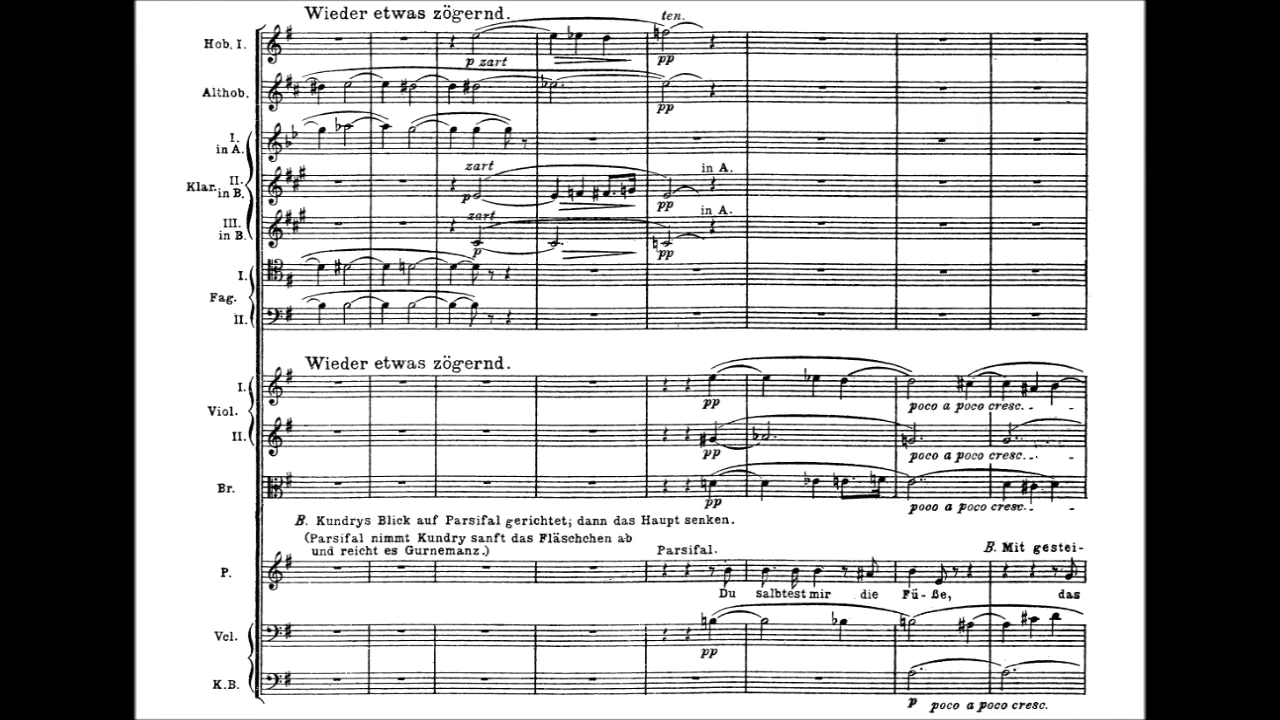 Wieder etwas zögernd.
ten.
Hob. I.
p zart
pp
Althob.
pp
I.
in A.
zart
in A.
Klar.
II.
in B.
p
pp
zart
in A.
III.
in B.
p
pp
I.
Fag.
II.
Wieder etwas zögernd.
I.
pp
poco a poco cresc. . -
Viol.
II.
pp
poco a poco cresc. . -
Br.
pp
poco a poco cresc. . -
B. Kundrys Blick auf Parsifal gerichtet; dann das Haupt senken.
(Parsifal nimmt Kundry sanft das Fläschchen ab
und reicht es Gurnemanz.)
Parsifal.
B. Mit gestei-
P.
Du salbtest mir die Fü- ße, das
Vcl.
pp
K.B.
p poco a poco cresc.